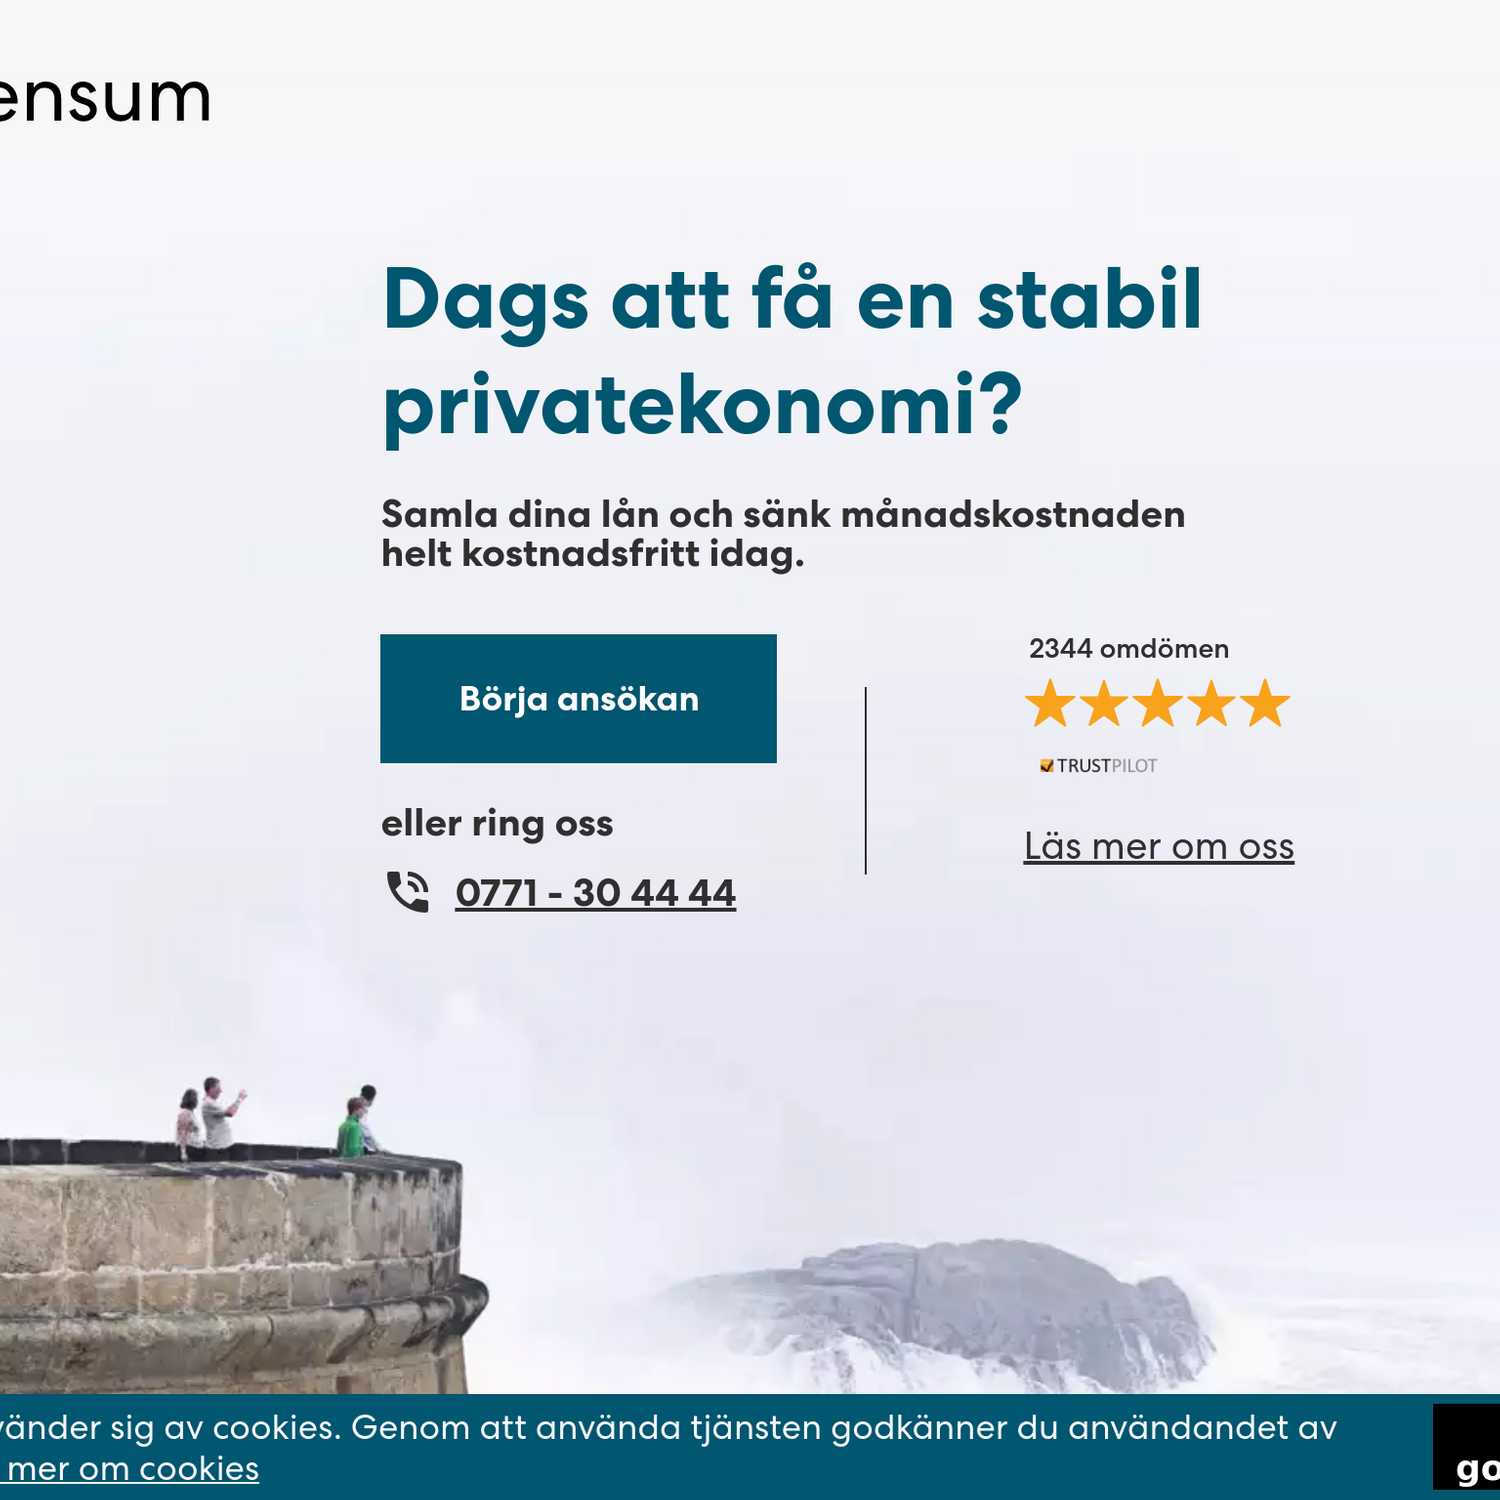 ensum
Dags att få en stabil
privatekonomi?
Samla dina lån och sänk månadskostnaden
helt kostnadsfritt idag.
Börja ansökan
eller ring oss
0771 - 30 44 44
2344 omdömen
TRUSTPILOT
Läs mer om oss
vänder sig av cookies. Genom att använda tjänsten godkänner du användandet av
mer om cookies
go